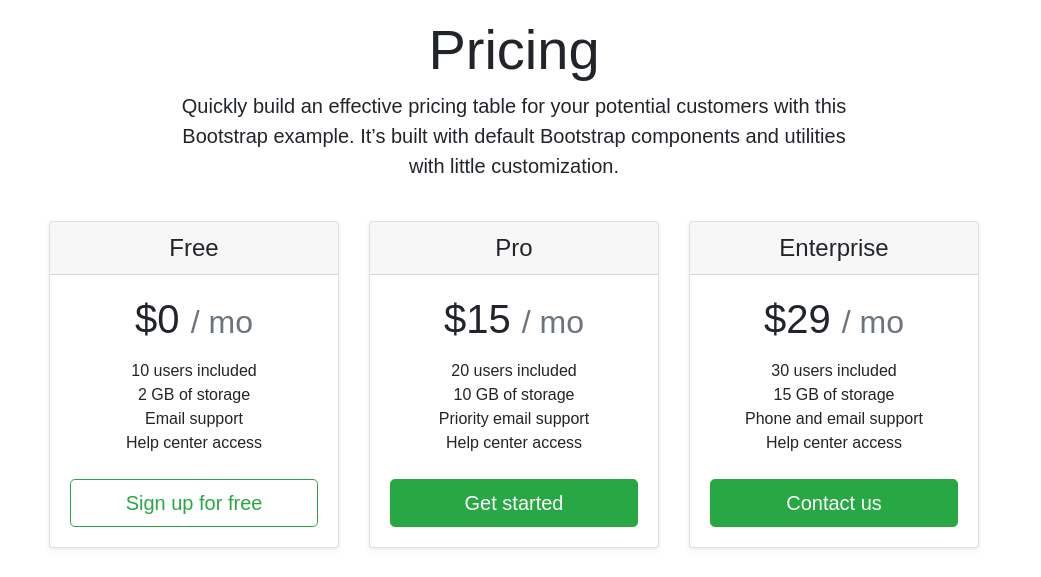 Pricing
Quickly build an effective pricing table for your potential customers with this
Bootstrap example. It’s built with default Bootstrap components and utilities
with little customization.
Free
$0 / mo
10 users included
2 GB of storage
Email support
Help center access
Sign up for free
Pro
$15 / mo
20 users included
10 GB of storage
Priority email support
Help center access
Get started
Enterprise
$29 / mo
30 users included
15 GB of storage
Phone and email support
Help center access
Contact us